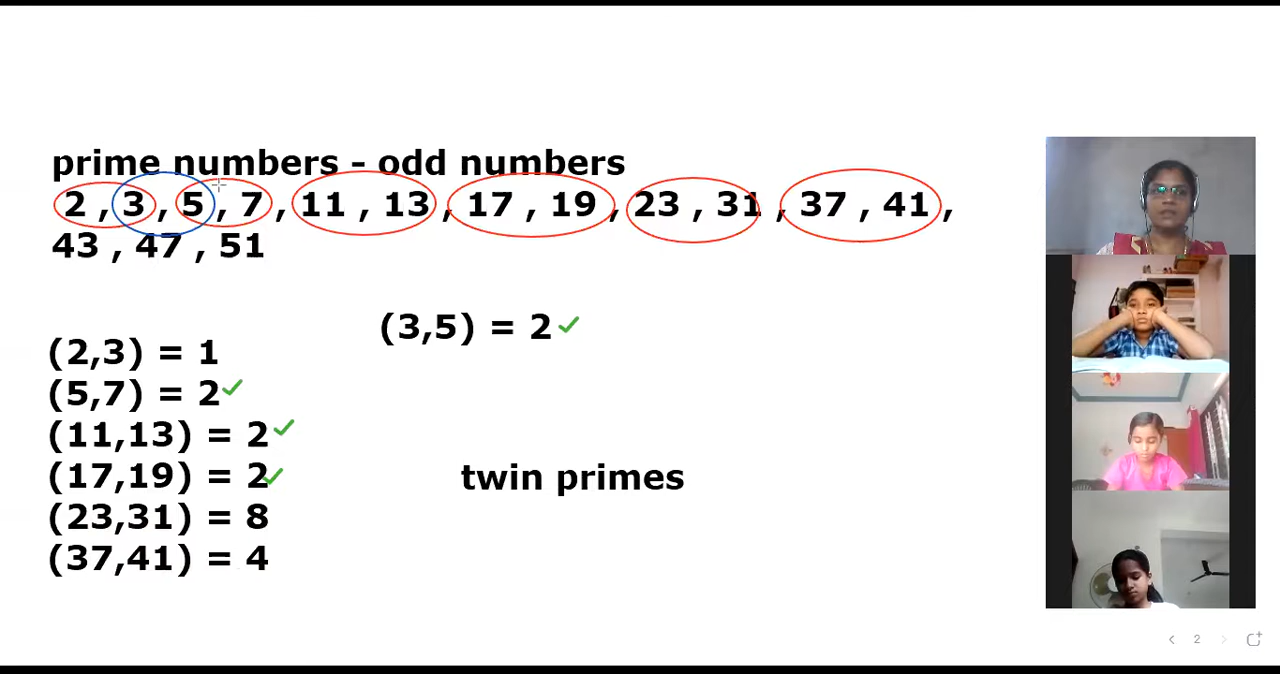 prime numbers - odd numbers
2 , 3 , 5 , 7 , 11 , 13 , 17 , 19 , 23 , 31 , 37 , 41 ,
43 , 47 , 51
(3,5) = 2
(2,3) = 1
(5,7) = 2
(11,13) = 2
(17,19) = 2
twin primes
(23,31) = 8
(37,41) = 4
2